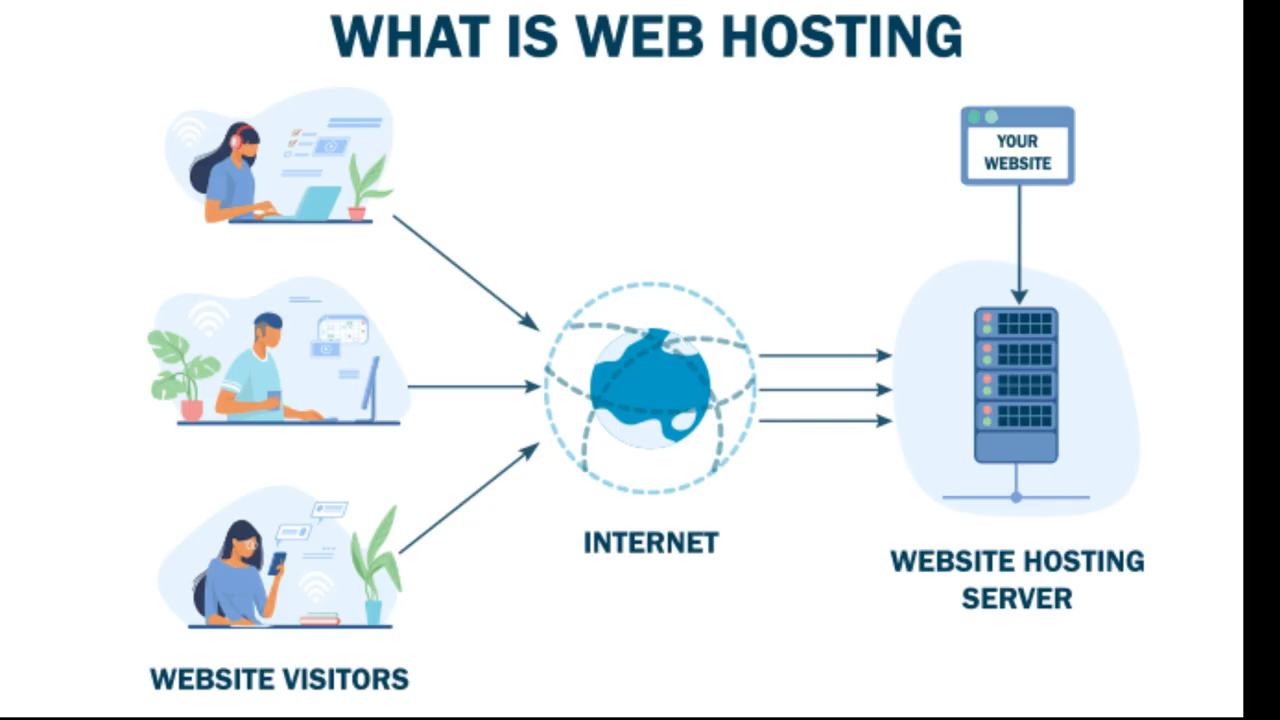 WHAT IS WEB HOSTING
YOUR
WEBSITE
INTERNET
WEBSITE HOSTING
SERVER
WEBSITE VISITORS